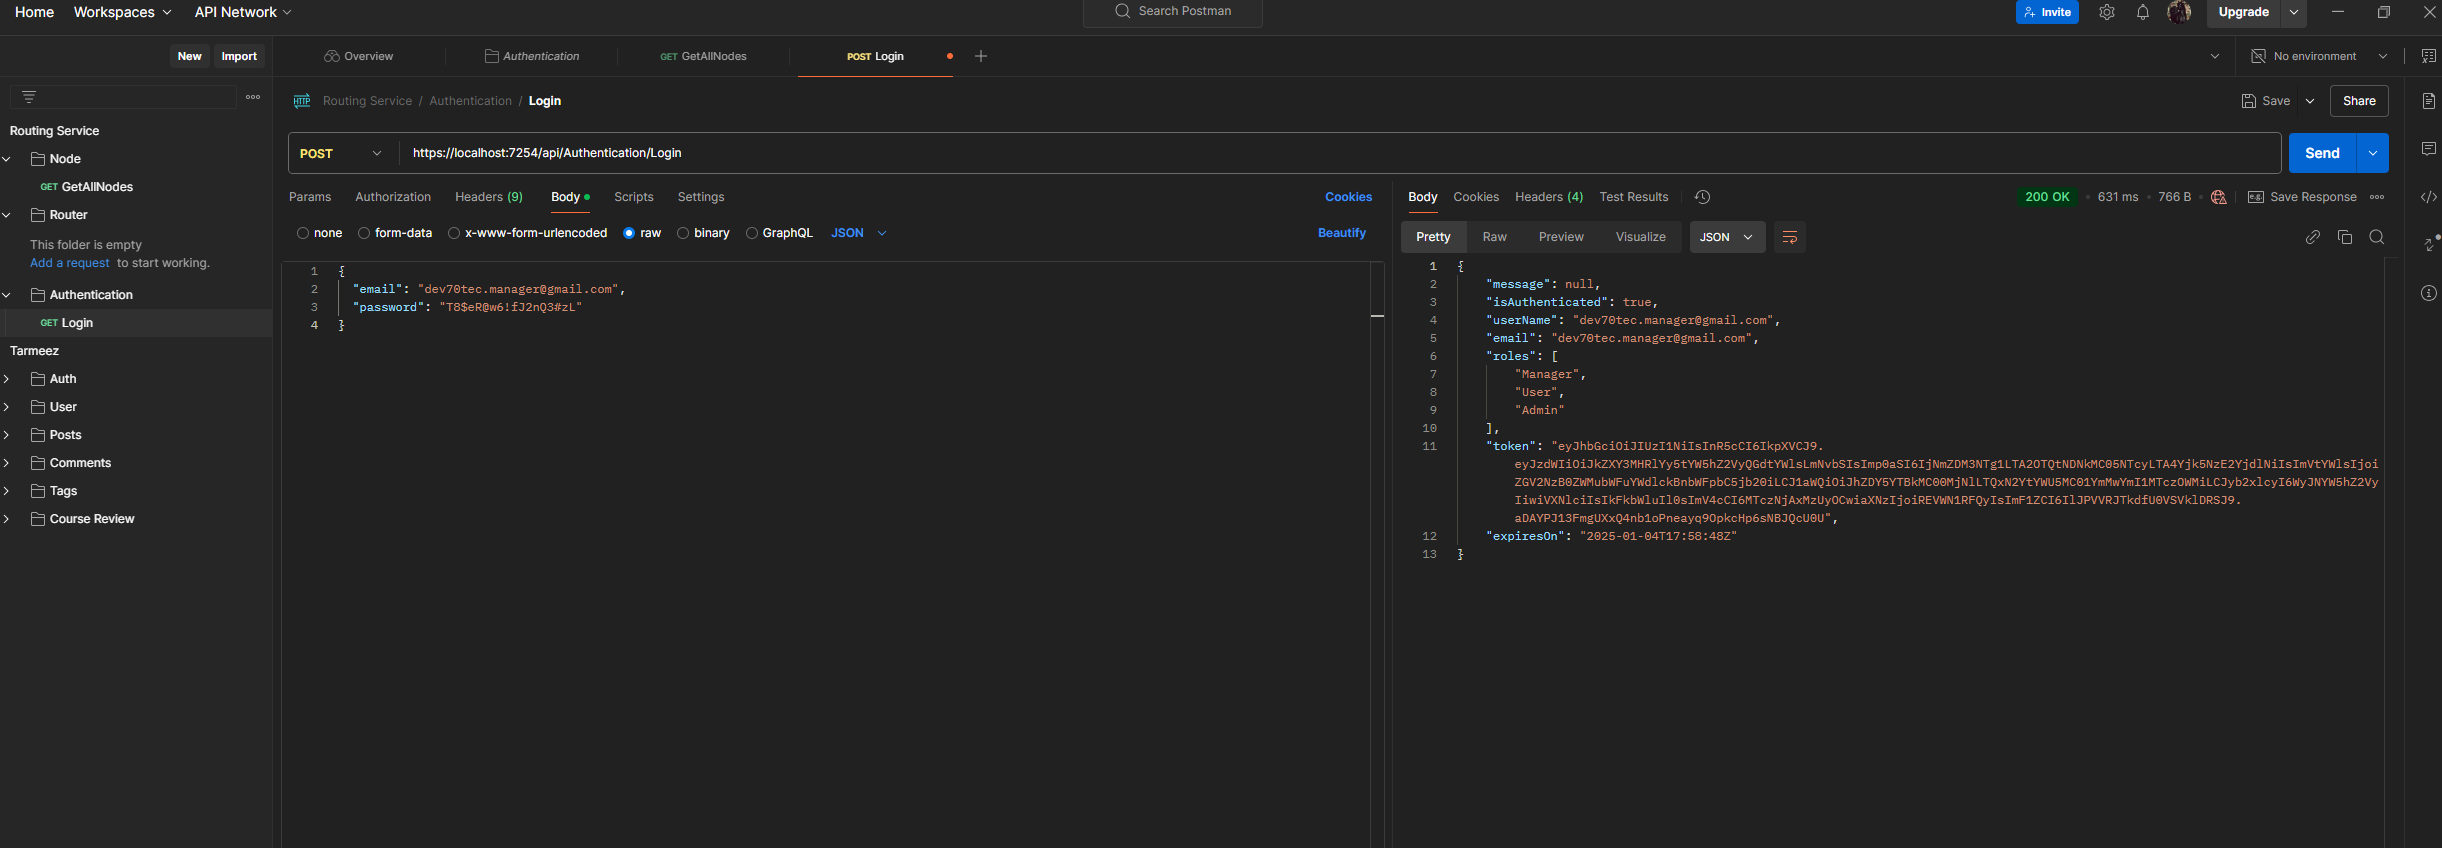 Home Workspaces API Network Search Postman Invite Upgrade
New Import Overview Authentication GET GetAllNodes POST Login No environment
Routing Service / Authentication / Login Save Share
Routing Service
Node
GET GetAllNodes
Router
This folder is empty
Add a request to start working.
Authentication
GET Login
Tarmeez
Auth
User
Posts
Comments
Tags
Course Review
HTTP
POST https://localhost:7254/api/Authentication/Login Send
Params Authorization Headers (9) Body Scripts Settings Cookies
none form-data x-www-form-urlencoded raw binary GraphQL JSON Beautify
1 {
2 "email": "dev70tec.manager@gmail.com",
3 "password": "T8$eR@w6!fJ2nQ3#zL"
4 }
Body Cookies Headers (4) Test Results 200 OK 631 ms 766 B e.g. Save Response
Pretty Raw Preview Visualize JSON
1 {
2 "message": null,
3 "isAuthenticated": true,
4 "userName": "dev70tec.manager@gmail.com",
5 "email": "dev70tec.manager@gmail.com",
6 "roles": [
7 "Manager",
8 "User",
9 "Admin"
10 ],
11 "token": "eyJhbGciOiJIUzI1NiIsInR5cCI6IkpXVCJ9.
eyJzdWIiOiJkZXY3MHRlYy5tYW5hZ2VyQGdtYWlsLmNvbSIsImp0aSI6IjNmZDM3NTg1LTA2OTQtNDNkMC05NTcyLTA4Yjk5NzE2YjdlNiIsImVtYWlsIjoi
ZGV2NzB0ZWMubWFuYWdlckBnbWFpbC5jb20iLCJ1aWQiOiJhZDY5YTBkMC00MjNlLTQxN2YtYWU5MC01YmMwYmI1MTczOWMiLCJyb2xlcyI6WyJNYW5hZ2Vy
IiwiVXNlciIsIkFkbWluIl0sImV4cCI6MTczNjAxMzUyOCwiaXNzIjoiREVWN1RFQyIsImF1ZCI6IlJPVVRJTkdfU0VSVklDRSJ9.
aDAYPJ13FmgUXxQ4nb1oPneayq9OpkcHp6sNBJQcU0U",
12 "expiresOn": "2025-01-04T17:58:48Z"
13 }